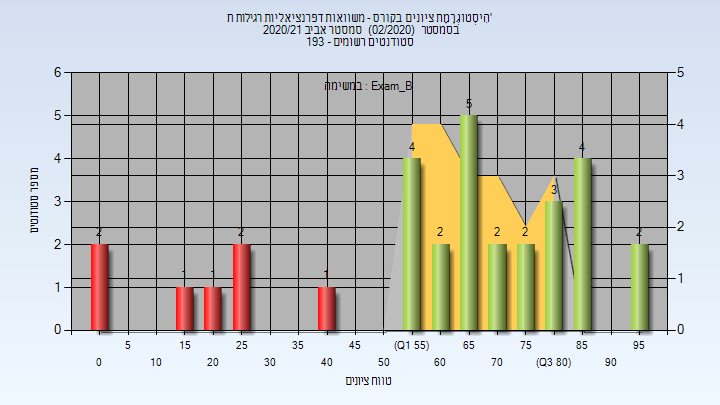 היסטוגרמת ציונים בקורס - משוואות דפרנציאליות רגילות ת'
בסמסטר (02/2020) סמסטר אביב 2020/21
סטודנטים רשומים - 193
במשימה : Exam_B
מספר סטודנטים
6 5 4 3 2 1 0
5 4 3 2 1 0
2 1 1 2 1 4 2 5 2 2 3 4 2
5 15 25 35 45 (Q1 55) 65 75 85 95
0 10 20 30 40 50 60 70 (Q3 80) 90
טווח ציונים